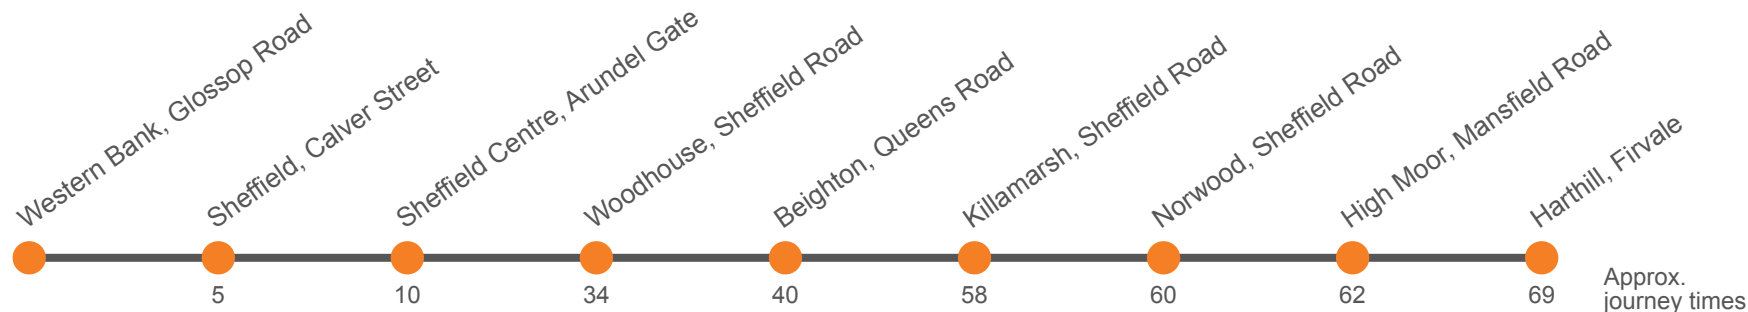 Western Bank, Glossop Road
Sheffield, Calver Street
Sheffield Centre, Arundel Gate
Woodhouse, Sheffield Road
Beighton, Queens Road
Killamarsh, Sheffield Road
Norwood, Sheffield Road
High Moor, Mansfield Road
Harthill, Firvale
5
10
34
40
58
60
62
69
Approx.
journey times